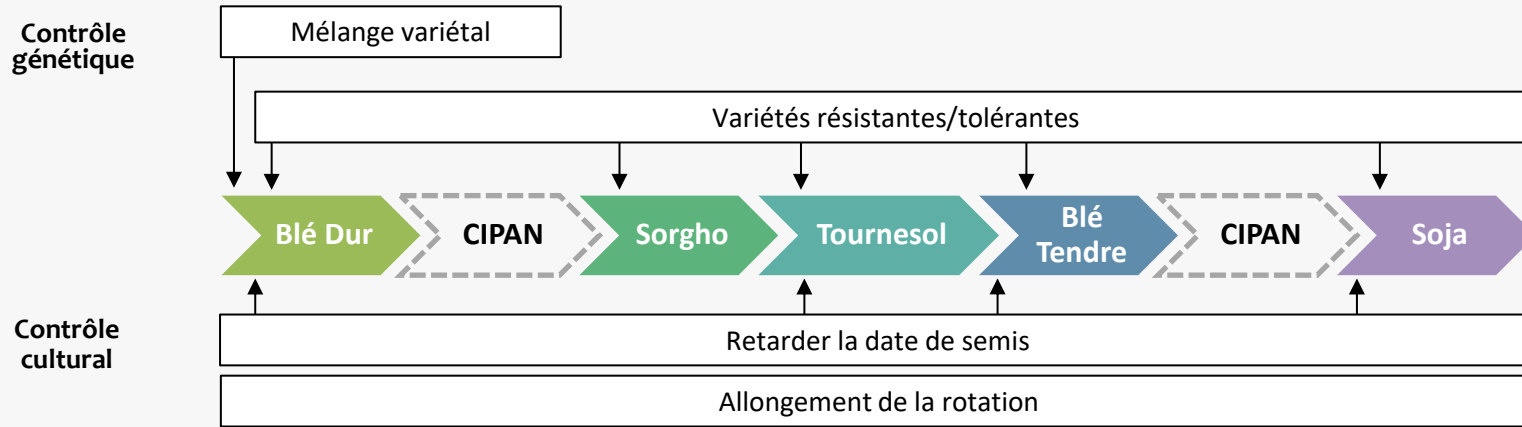 Contrôle
génétique
Mélange variétal
Variétés résistantes/tolérantes
Blé Dur
CIPAN
Sorgho
Tournesol
Blé
Tendre
CIPAN
Soja
Contrôle
cultural
Retarder la date de semis
Allongement de la rotation